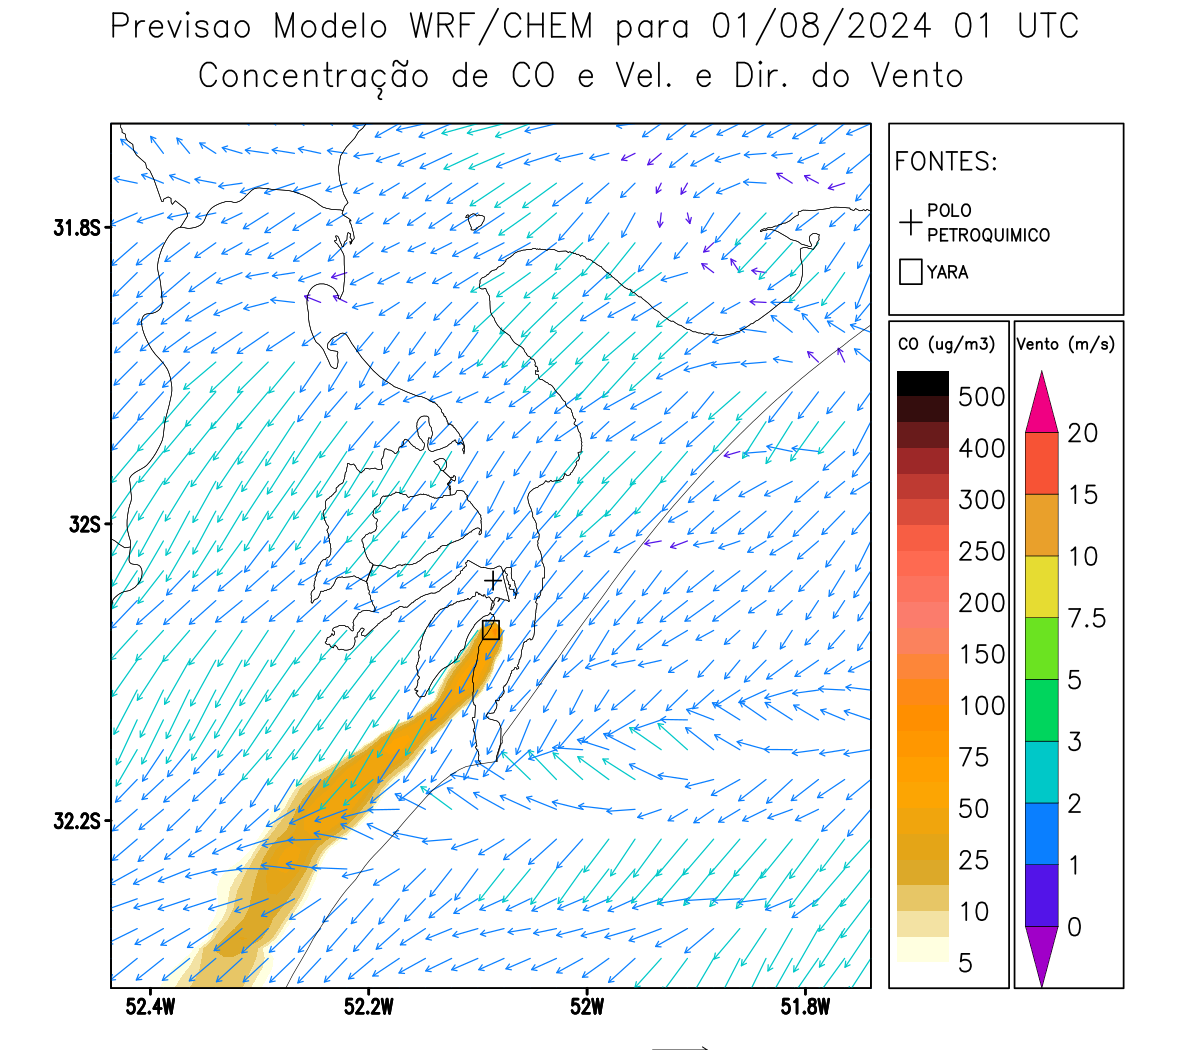 Previsao Modelo WRF/CHEM para 01/08/2024 01 UTC
Concentração de CO e Vel. e Dir. do Vento
FONTES:
POLO
PETROQUIMICO
YARA
31.8S
32S
32.2S
52.4W
52.2W
52W
51.8W
CO (ug/m3)
500
400
300
250
200
150
100
75
50
25
10
5
Vento (m/s)
20
15
10
7.5
5
3
2
1
0